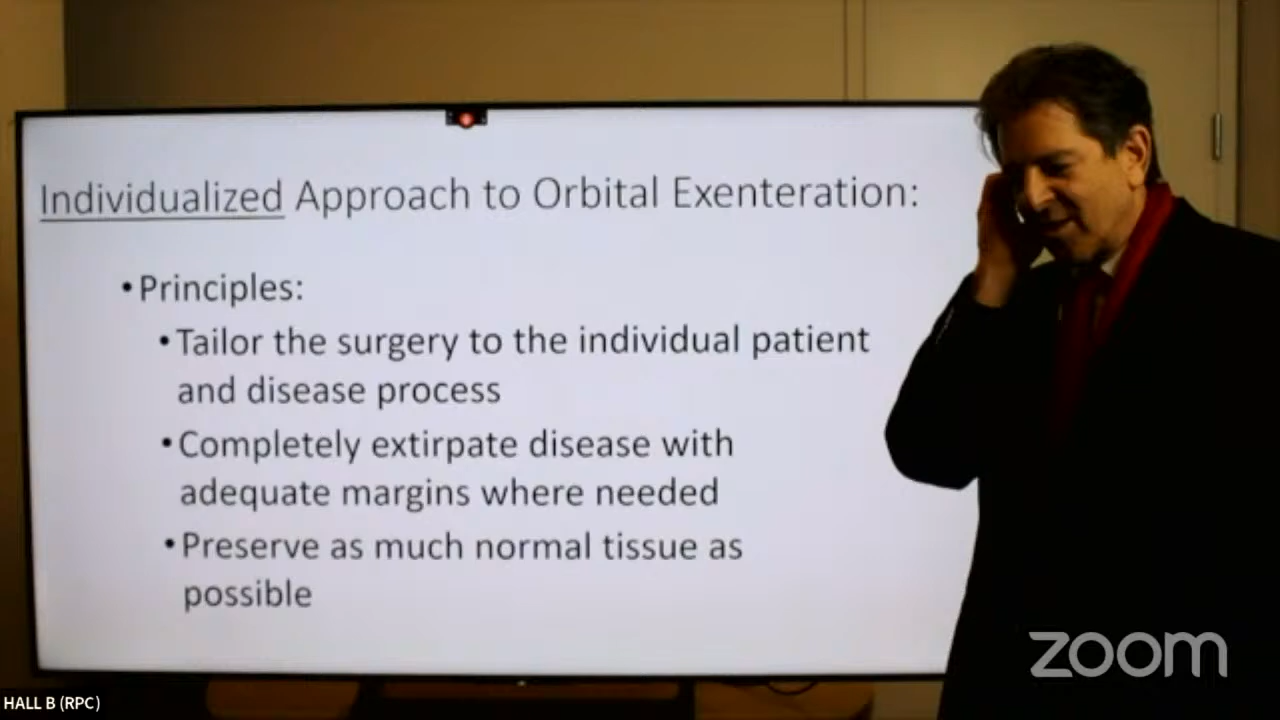 Individualized Approach to Orbital Exenteration:
• Principles:
• Tailor the surgery to the individual patient
and disease process
• Completely extirpate disease with
adequate margins where needed
• Preserve as much normal tissue as
possible
zoom
HALL B (RPC)